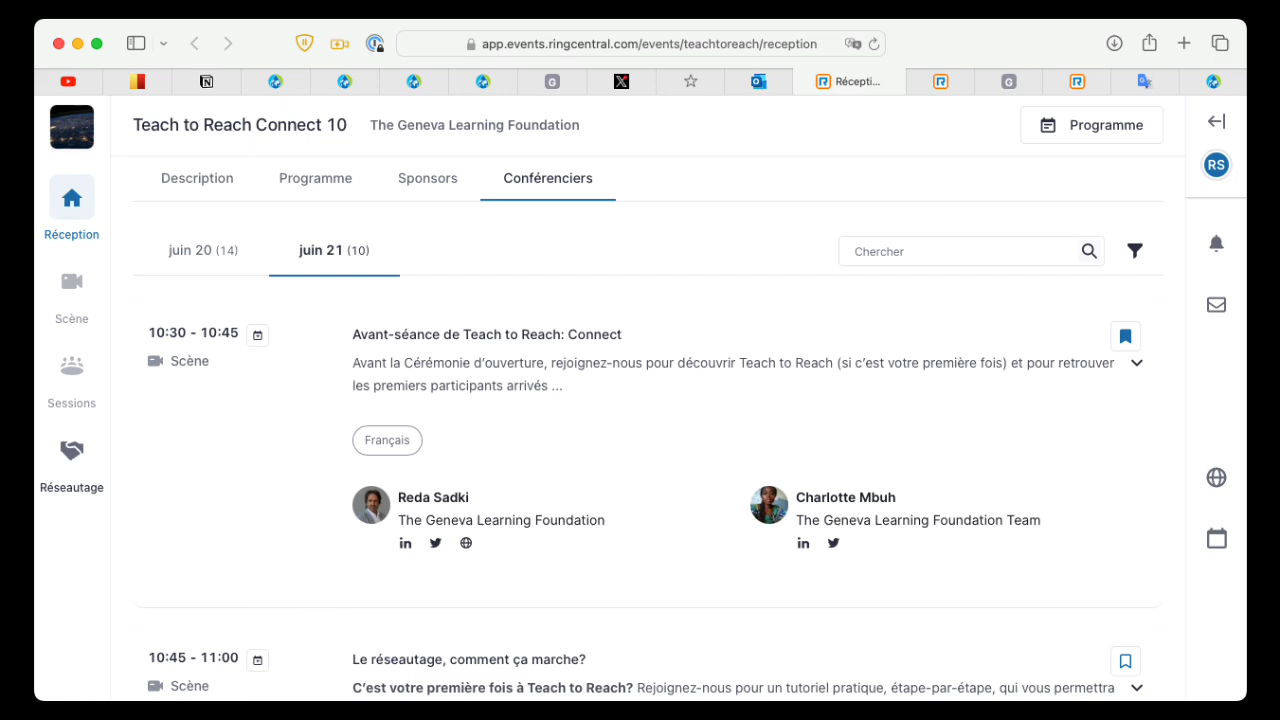 app.events.ringcentral.com/events/teachtoreach/reception
Récepti...
Teach to Reach Connect 10
The Geneva Learning Foundation
Programme
RS
Description
Programme
Sponsors
Conférenciers
Réception
Scène
Sessions
Réseautage
juin 20 (14)
juin 21 (10)
Chercher
10:30 - 10:45
Scène
Avant-séance de Teach to Reach: Connect
Avant la Cérémonie d'ouverture, rejoignez-nous pour découvrir Teach to Reach (si c'est votre première fois) et pour retrouver
les premiers participants arrivés ...
Français
Reda Sadki
The Geneva Learning Foundation
Charlotte Mbuh
The Geneva Learning Foundation Team
10:45 - 11:00
Scène
Le réseautage, comment ça marche?
C'est votre première fois à Teach to Reach? Rejoignez-nous pour un tutoriel pratique, étape-par-étape, qui vous permettra